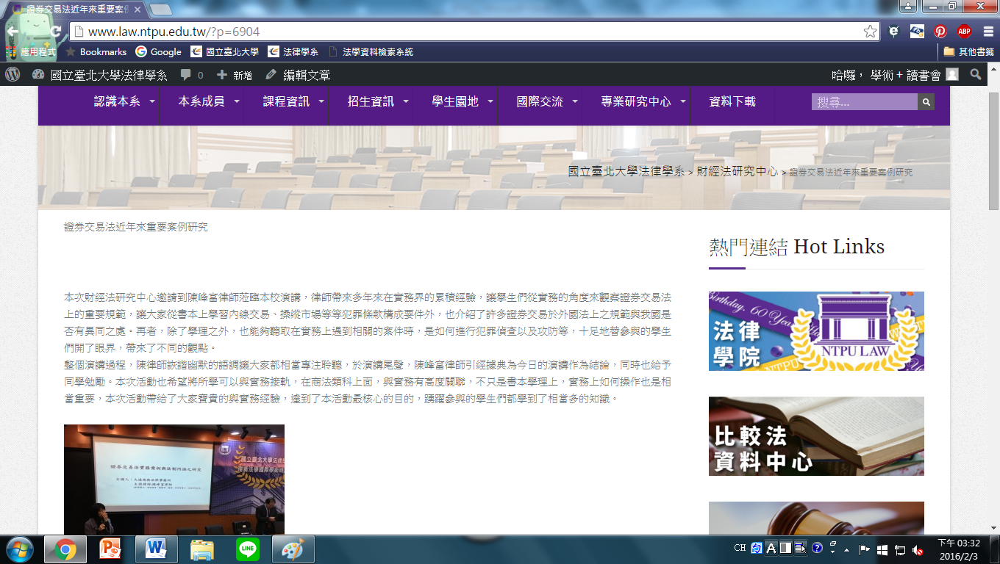 證券交易法近年來重要案例
www.law.ntpu.edu.tw/?p=6904
ABP
應用程式 Bookmarks Google 國立臺北大學 法律學系 法學資料檢索系統 其他書籤
國立臺北大學法律學系 0 新增 編輯文章 哈囉， 學術 + 讀書會
認識本系 本系成員 課程資訊 招生資訊 學生園地 國際交流 專業研究中心 資料下載 搜尋...
國立臺北大學法律學系 > 財經法研究中心 > 證券交易法近年來重要案例研究
證券交易法近年來重要案例研究
本次財經法研究中心邀請到陳峰富律師蒞臨本校演講，律師帶來多年來在實務界的累積經驗，讓學生們從實務的角度來觀察證券交易法
上的重要規範，讓大家從書本上學習內線交易、操縱市場等等犯罪條款構成要件外，也介紹了許多證券交易於外國法上之規範與我國是
否有異同之處。再者，除了學理之外，也能夠聽取在實務上遇到相關的案件時，是如何進行犯罪偵查以及攻防等，十足地替參與的學生
們開了眼界，帶來了不同的觀點。
整個演講過程，陳律師詼諧幽默的語調讓大家都相當專注聆聽，於演講尾聲，陳峰富律師引經據典為今日的演講作為結論，同時也給予
同學勉勵。本次活動也希望將所學可以與實務接軌，在商法類科上面，與實務有高度關聯，不只是書本學理上，實務上如何操作也是相
當重要，本次活動帶給了大家寶貴的與實務經驗，達到了本活動最核心的目的，踴躍參與的學生們都學到了相當多的知識。
熱門連結 Hot Links
Birthday, 60 Yea
法律
學院
NTPU LAW
比較法
資料中心
證券交易法實務案例與法制內涵之研究
國立臺北大學法律學
LINE
CH
下午 03:32
2016/2/3